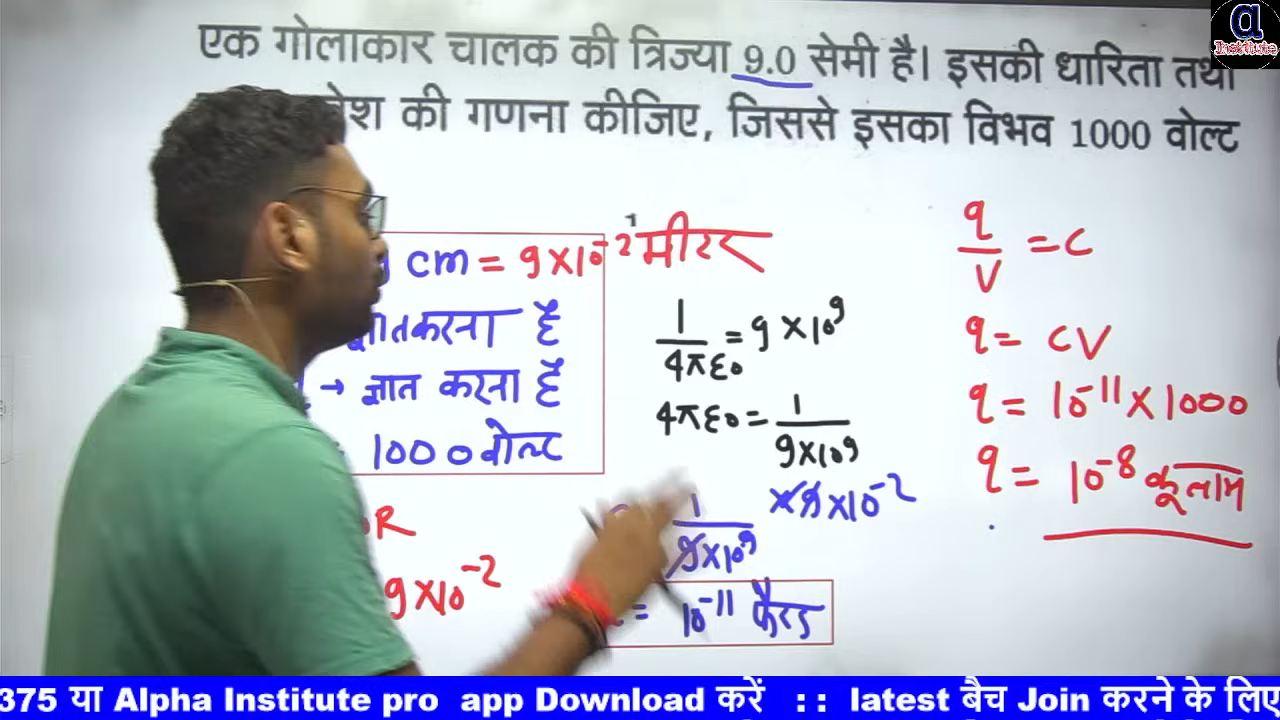 एक गोलाकार चालक की त्रिज्या 9.0 सेमी है। इसकी धारिता तथा
की गणना कीजिए, जिससे इसका विभव 1000 वोल्ट
cm = 9×10⁻² मीटर
ज्ञात करना है
→ ज्ञात करना है
1000 वोल्ट
R
9×10⁻²
1/4πε₀ = 9×10⁹
4πε₀ = 1/9×10⁹
1/9×10⁹ ×9×10⁻²
= 10⁻¹¹ फैरड
q/V = C
q = CV
q = 10⁻¹¹×1000
q = 10⁻⁸ कूलाम
a
Institute
375 या Alpha Institute pro app Download करें :: latest बैच Join करने के लिए